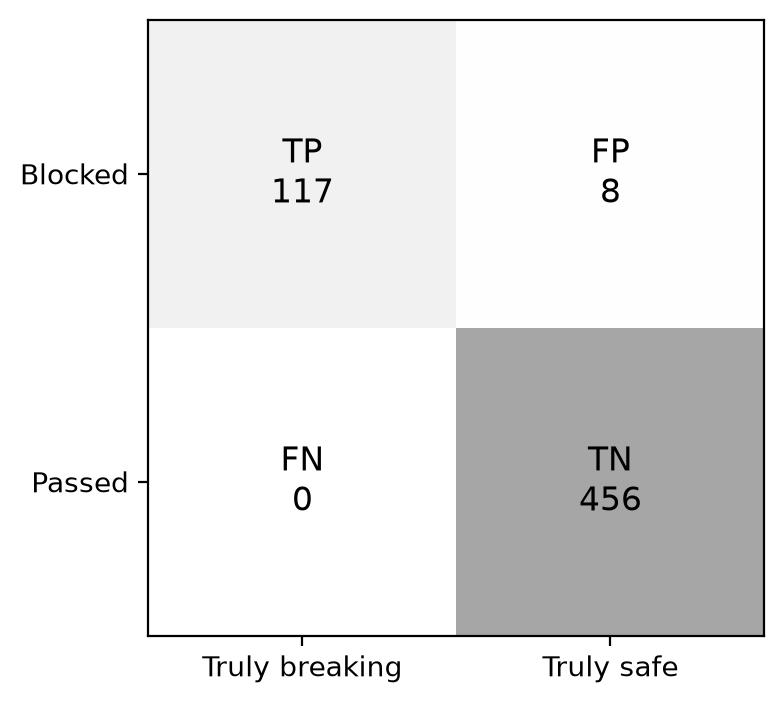 Blocked
TP
117
FP
8
Passed
FN
0
TN
456
Truly breaking
Truly safe